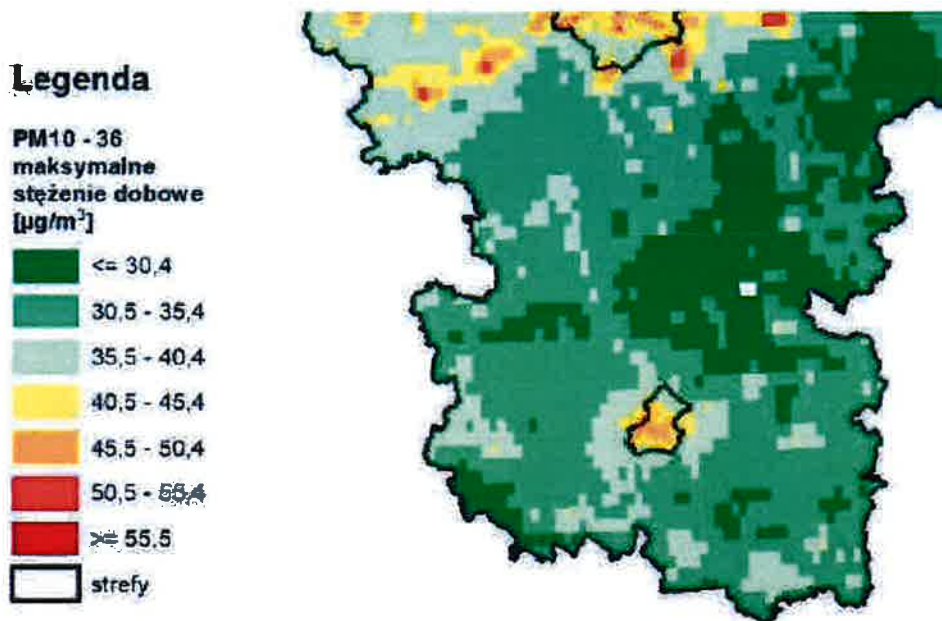 Legenda
PM10 - 36
maksymalne
stężenie dobowe
[µg/m³]
<= 30,4
30,5 - 35,4
35,5 - 40,4
40,5 - 45,4
45,5 - 50,4
50,5 - 55,4
>= 55,5
strefy